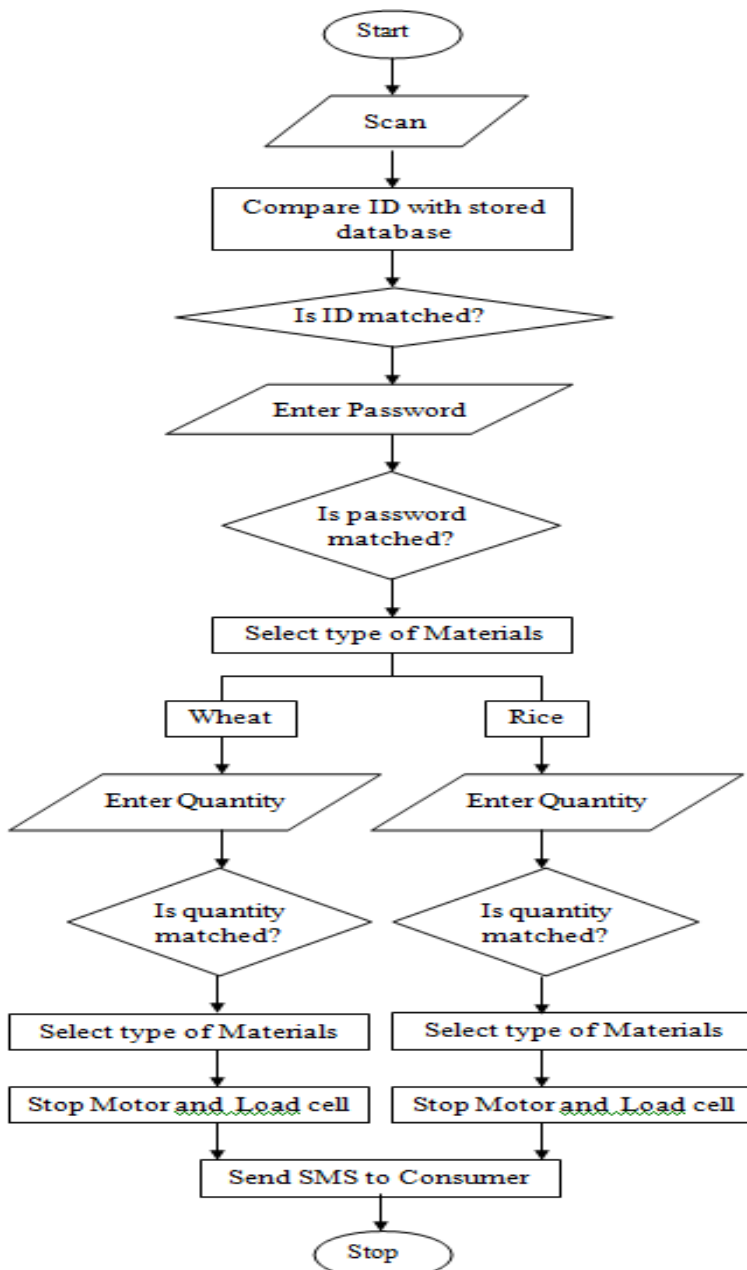 Start
Scan
Compare ID with stored
database
Is ID matched?
Enter Password
Is password
matched?
Select type of Materials
Wheat
Rice
Enter Quantity
Enter Quantity
Is quantity
matched?
Is quantity
matched?
Select type of Materials
Select type of Materials
Stop Motor and Load cell
Stop Motor and Load cell
Send SMS to Consumer
Stop